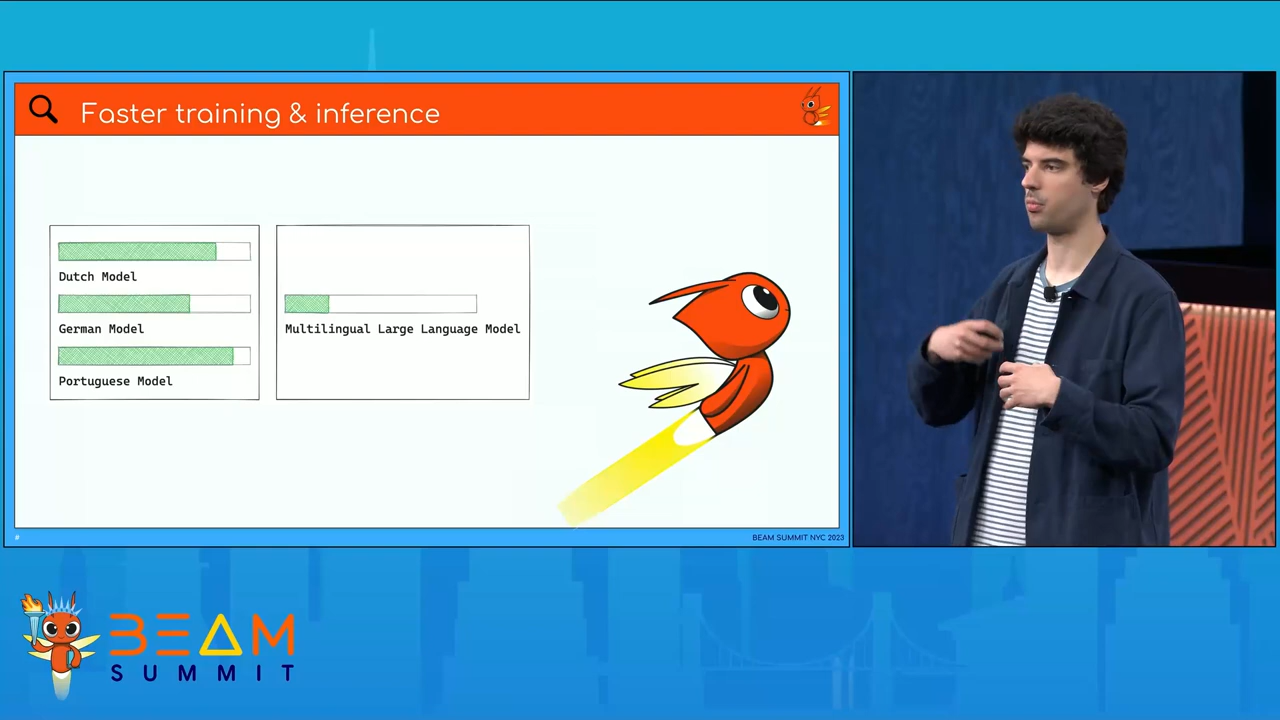 Faster training & inference
Dutch Model
German Model
Portuguese Model
Multilingual Large Language Model
#
BEAM SUMMIT NYC 2023
BEAM
SUMMIT